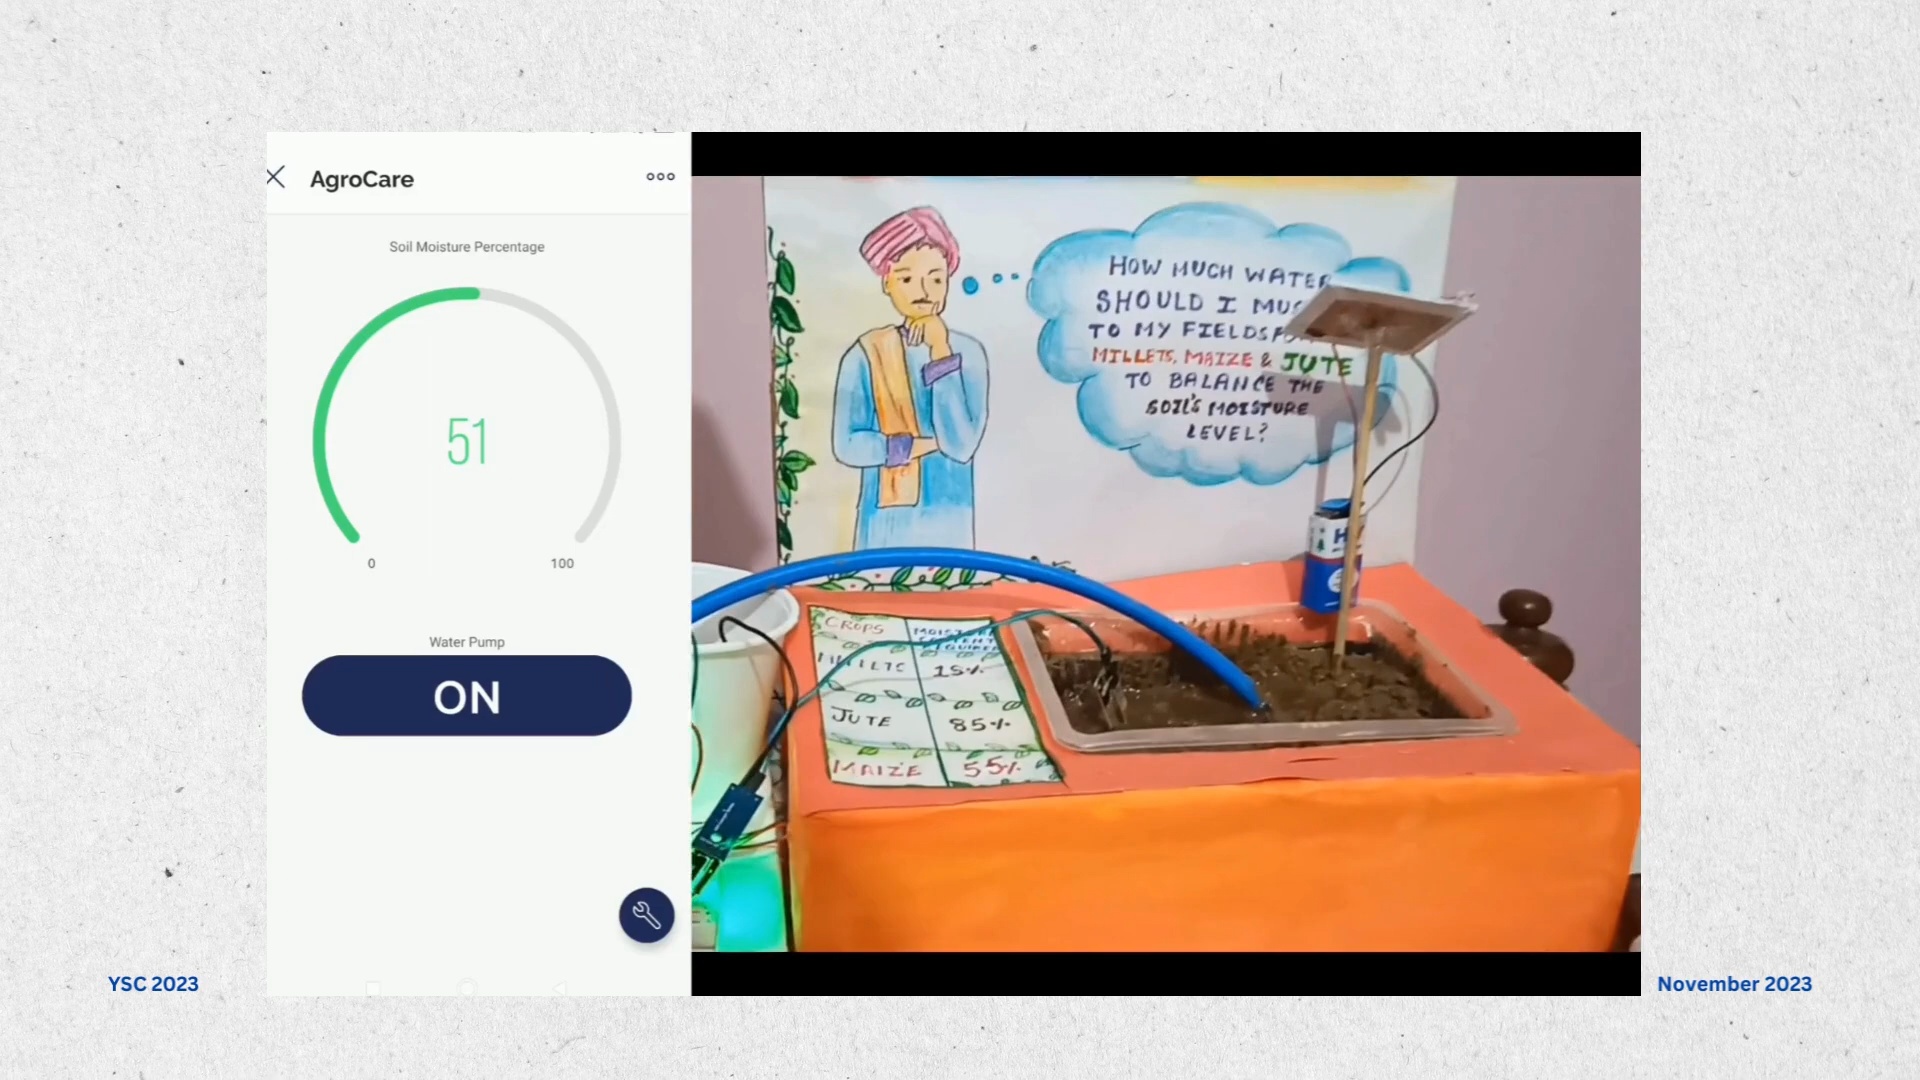 AgroCare
Soil Moisture Percentage
51
0
100
Water Pump
ON
HOW MUCH WATER
SHOULD I
TO MY FIELDS
MILLETS, MAIZE & JUTE
TO BALANCE THE
SOIL'S MOISTURE
LEVEL?
CROPS
MILLETS 15%
JUTE 85%
MAIZE 55%
YSC 2023
November 2023